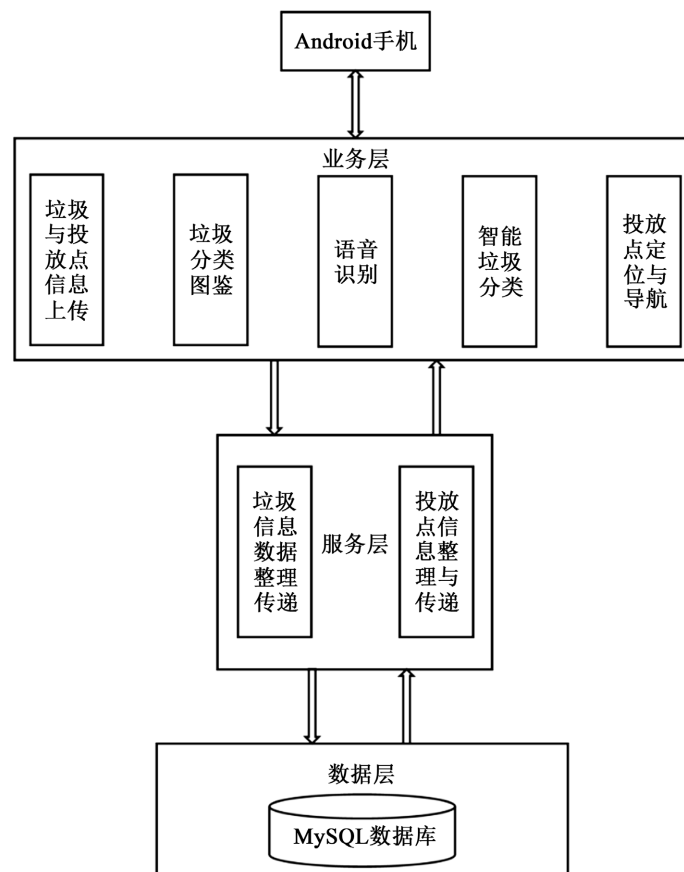 Android手机
业务层
垃圾
与投
放点
信息
上传
垃圾
分类
图鉴
语音
识别
智能
垃圾
分类
投放
点定
位与
导航
垃圾
信息
数据
整理
传递
服务层
投放
点信
息整
理与
传递
数据层
MySQL数据库